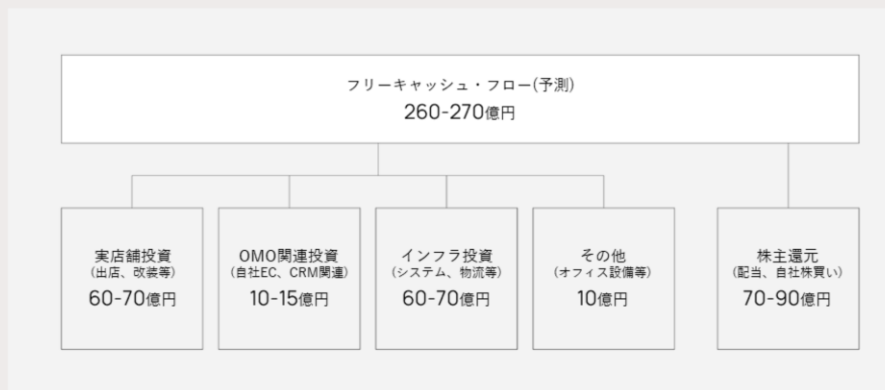 フリーキャッシュ・フロー(予測)
260-270億円
実店舗投資
(出店、改装等)
60-70億円
OMO関連投資
(自社EC、CRM関連)
10-15億円
インフラ投資
(システム、物流等)
60-70億円
その他
(オフィス設備等)
10億円
株主還元
(配当、自社株買い)
70-90億円